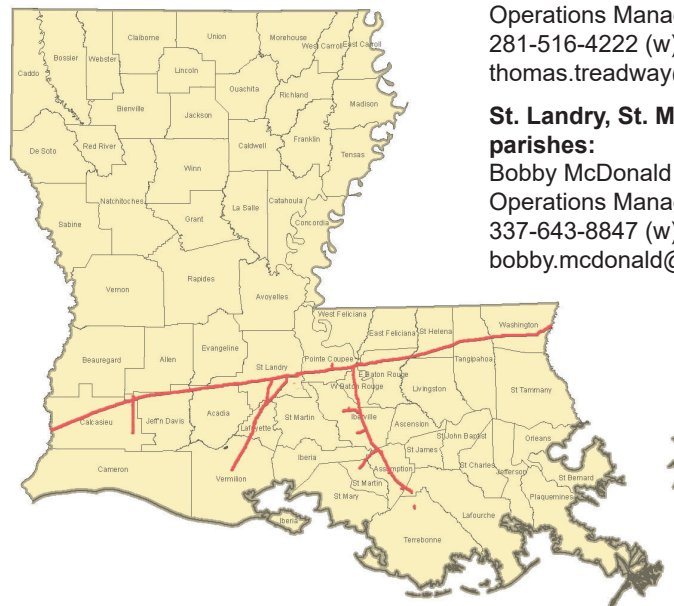 Operations Mana
281-516-4222 (w)
thomas.treadway
St. Landry, St. M
parishes:
Bobby McDonald
Operations Mana
337-643-8847 (w)
bobby.mcdonald@
Caddo
Bossier
Webster
Claiborne
Union
Morehouse
West Carroll
East Carroll
Lincoln
Ouachita
Richland
Madison
Bienville
Jackson
De Soto
Red River
Caldwell
Franklin
Tensas
Winn
Natchitoches
Sabine
Grant
La Salle
Catahoula
Concordia
Vernon
Rapides
Avoyelles
West Feliciana
East Feliciana
St Helena
Washington
Beauregard
Allen
Evangeline
St Landry
Pointe Coupee
E Baton Rouge
W Baton Rouge
Livingston
Tangipahoa
St Tammany
Calcasieu
Jeff'n Davis
Acadia
Lafayette
St Martin
Iberville
Ascension
St John Baptist
Orleans
Cameron
Vermilion
Iberia
St Martin
Assumption
St James
St Charles
Jefferson
St Bernard
Plaquemines
St Mary
Iberia
Lafourche
Terrebonne